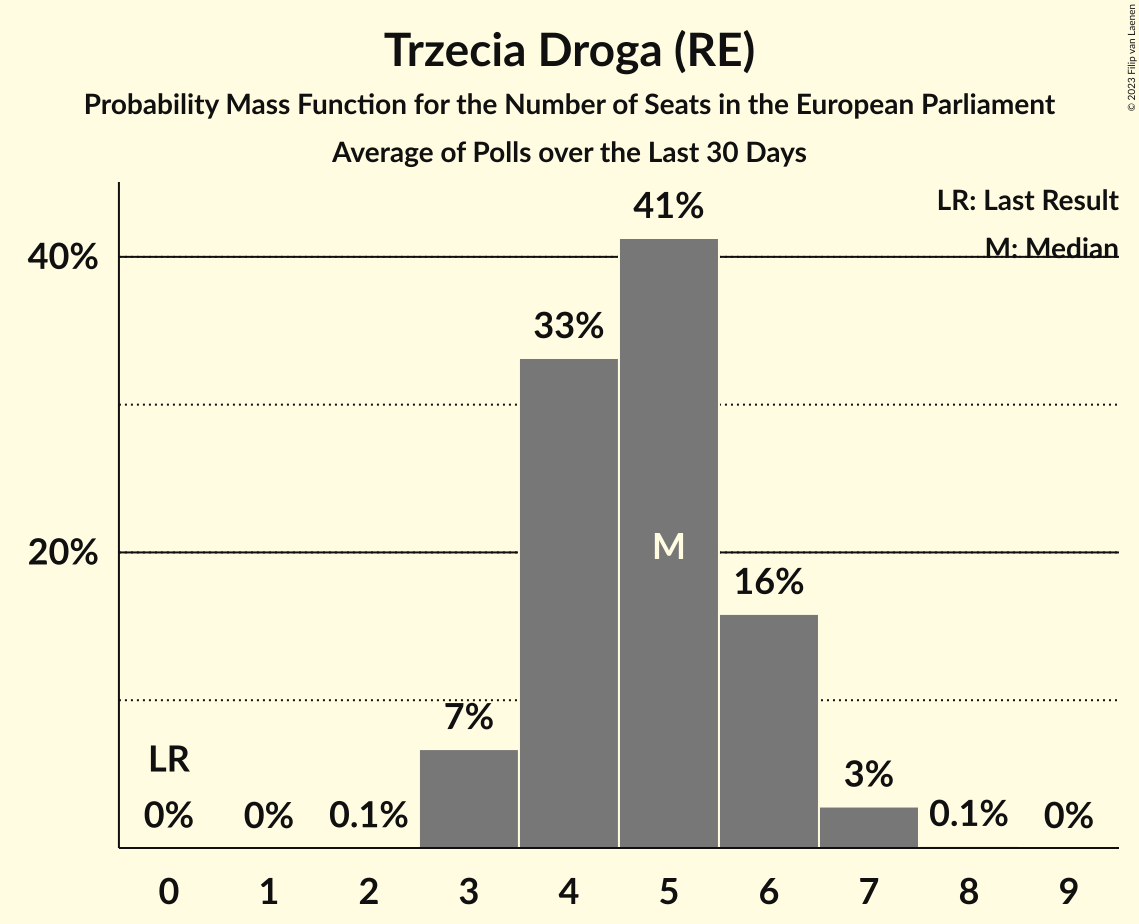 Trzecia Droga (RE)
Probability Mass Function for the Number of Seats in the European Parliament
Average of Polls over the Last 30 Days
© 2023 Filip van Laenen
LR: Last Result
M: Median
41%
40%
33%
M
20%
16%
7%
LR
3%
0% 0% 0.1% 0.1% 0%
0 1 2 3 4 5 6 7 8 9